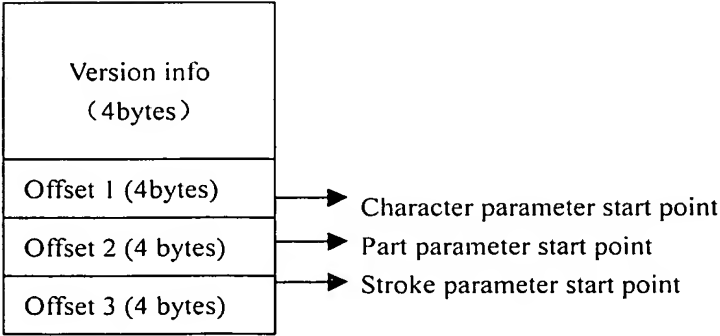 Version info
（4bytes）
Offset 1 (4bytes)
Character parameter start point
Offset 2 (4 bytes)
Part parameter start point
Stroke parameter start point
Offset 3 (4 bytes)